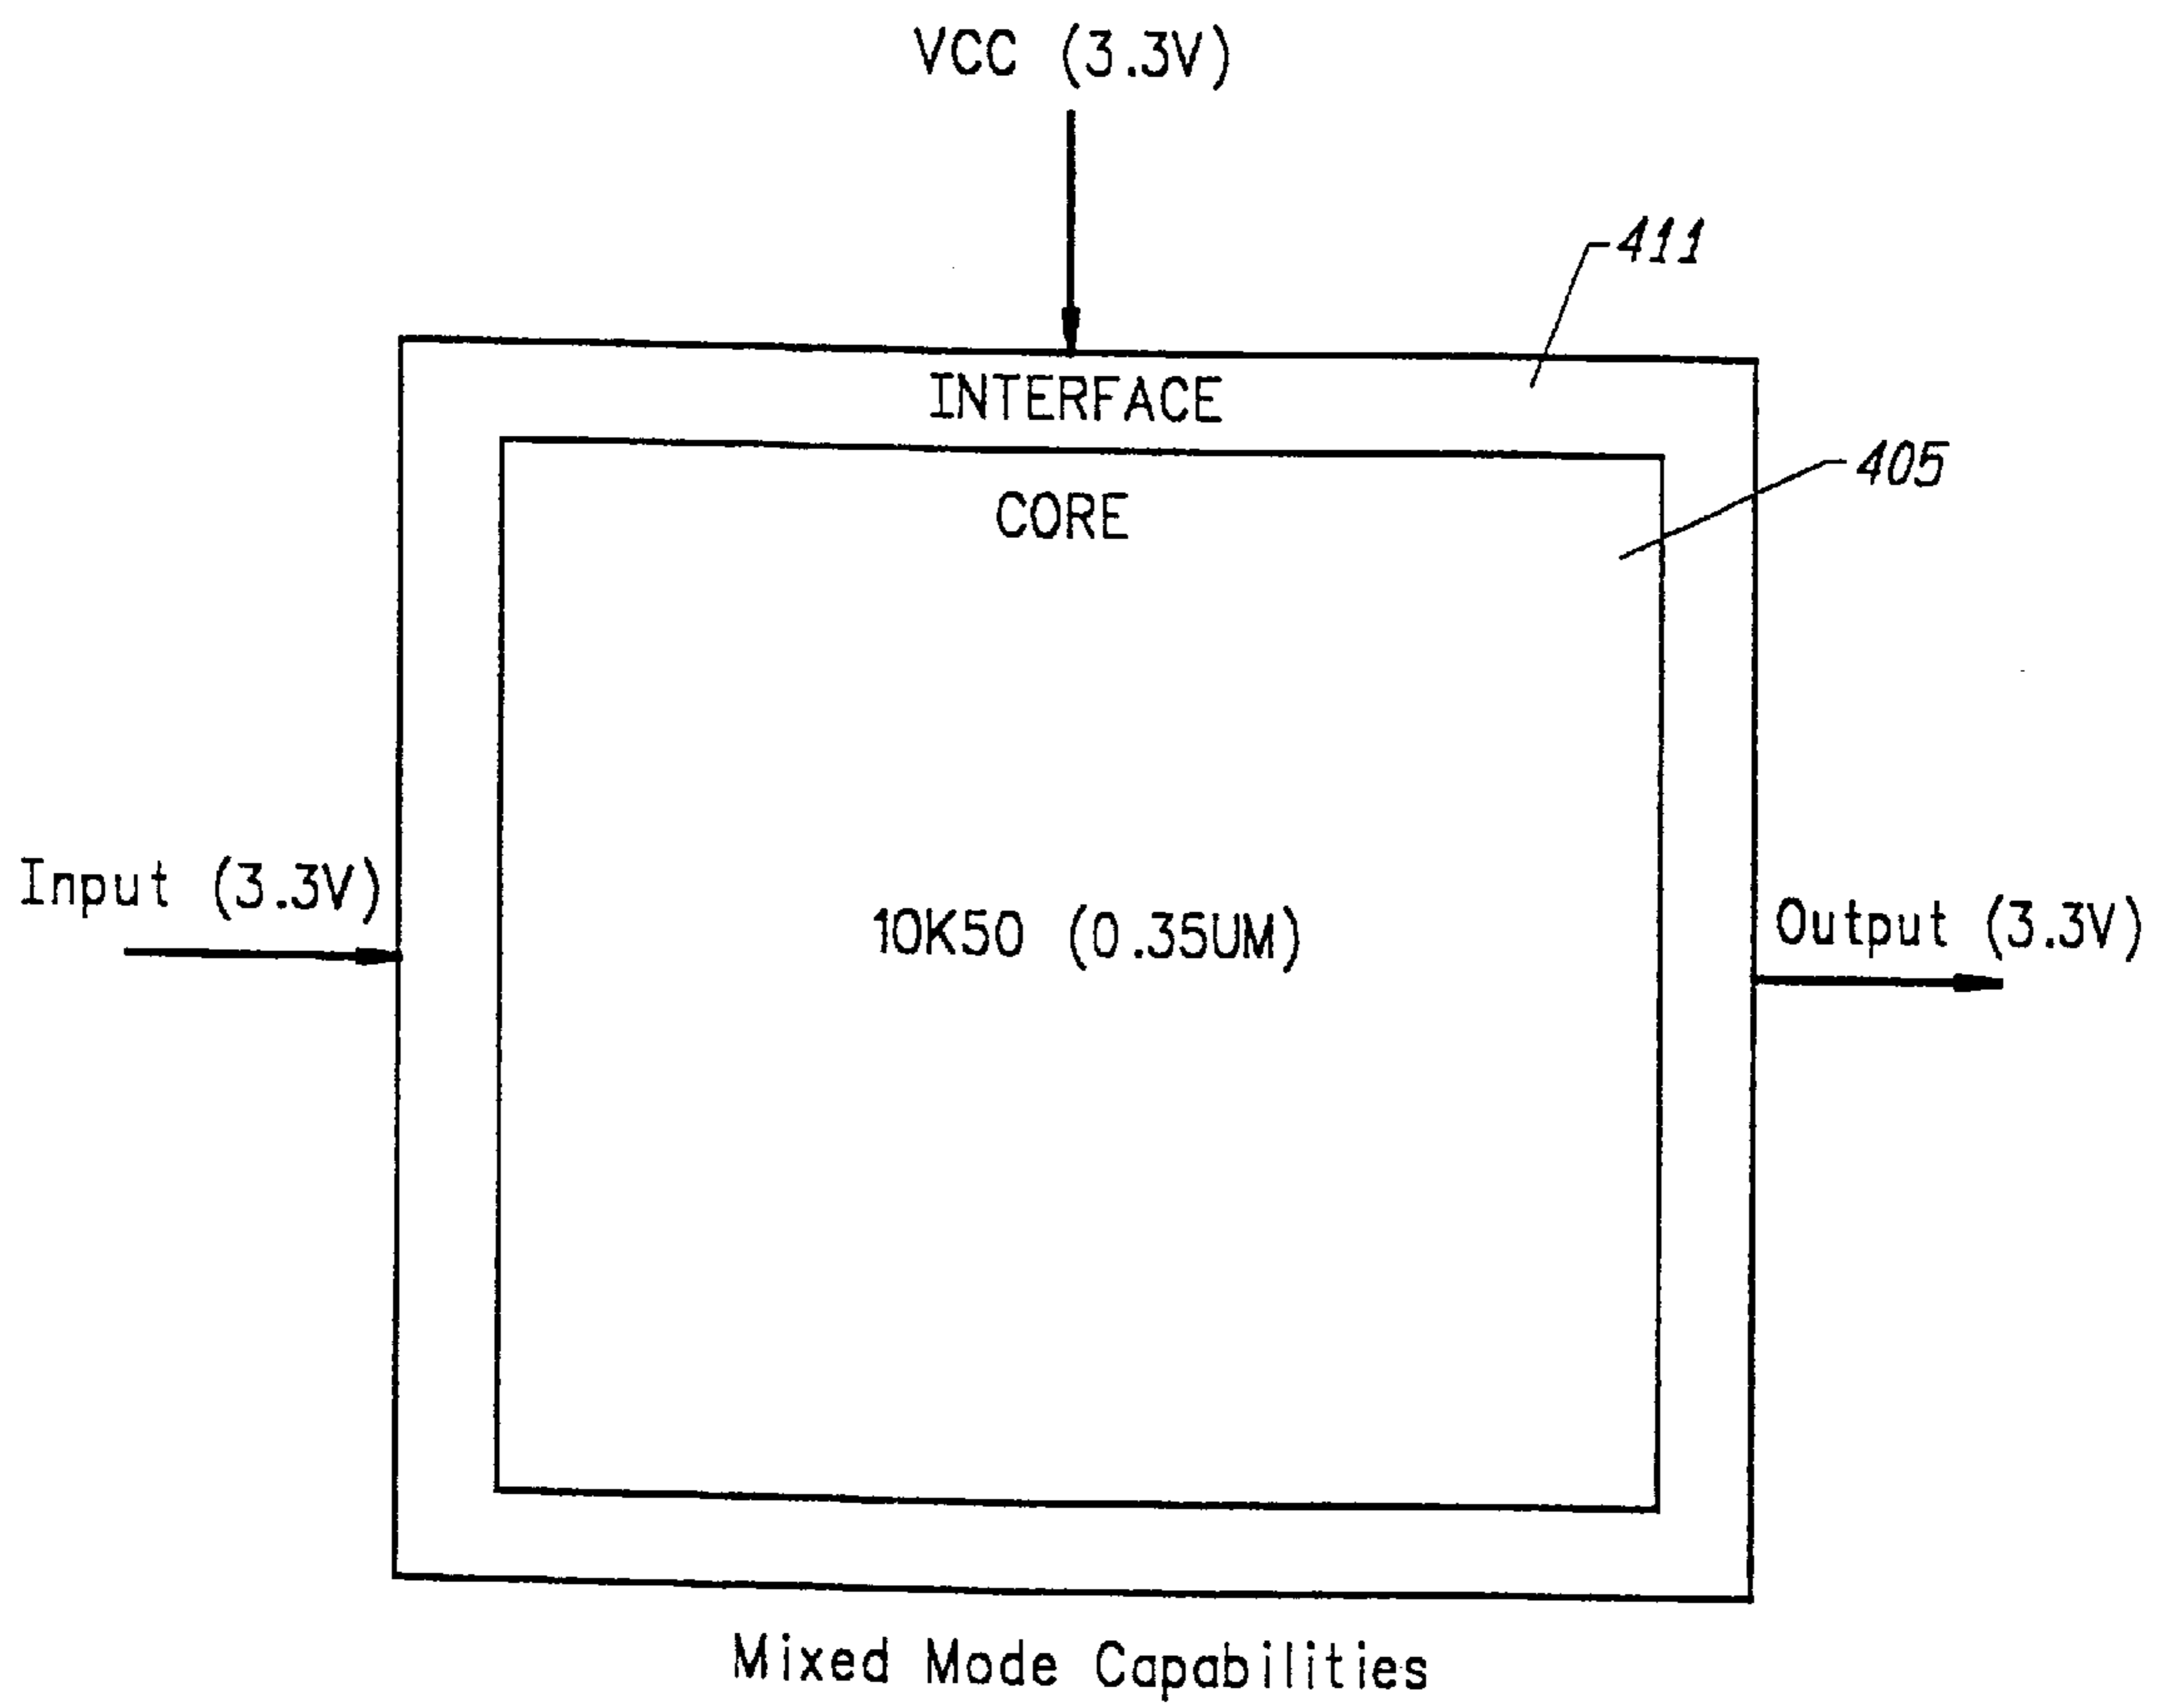 VCC (3.3V)
411
INTERFACE
405
CORE
Input (3.3V)
10K50 (0.35UM)
Output (3.3V)
Mixed Mode Capabilities